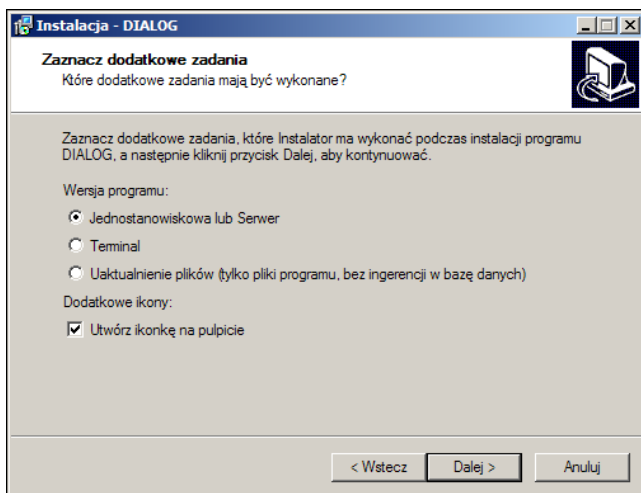 Instalacja - DIALOG
Zaznacz dodatkowe zadania
Które dodatkowe zadania mają być wykonane?
Zaznacz dodatkowe zadania, które Instalator ma wykonać podczas instalacji programu
DIALOG, a następnie kliknij przycisk Dalej, aby kontynuować.
Wersja programu:
Jednostanowiskowa lub Serwer
Terminal
Uaktualnienie plików (tylko pliki programu, bez ingerencji w bazę danych)
Dodatkowe ikony:
Utwórz ikonkę na pulpicie
< Wstecz Dalej > Anuluj